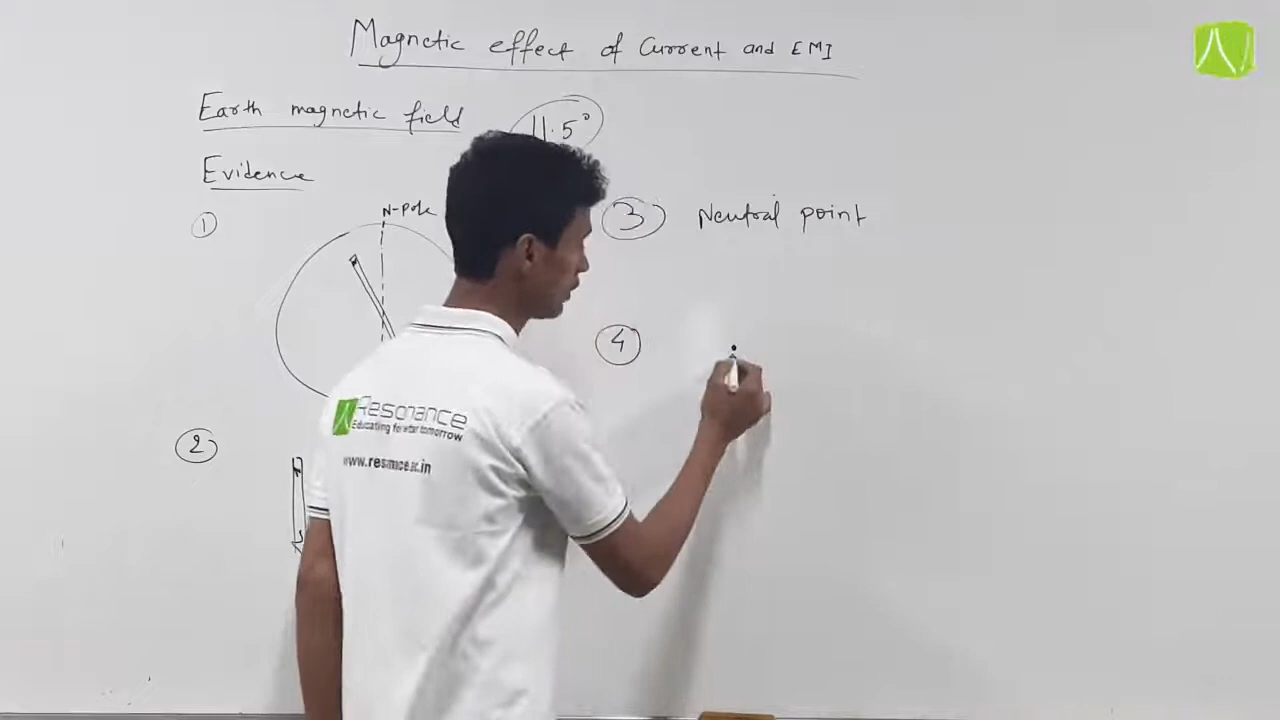 Magnetic effect of Current and EMI
Earth magnetic field
11.5°
Evidence
1
N-pole
3 Neutral point
4
2
Resonance
Educating for better tomorrow
www.resonance.ac.in